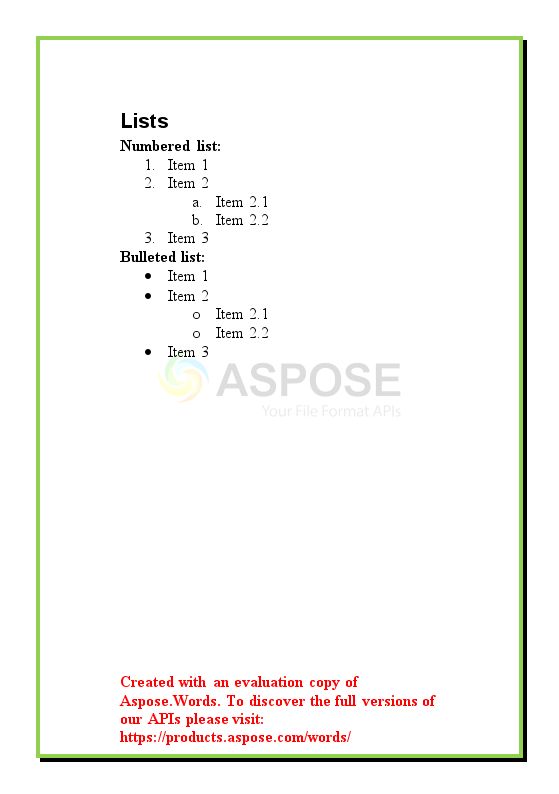 Lists
Numbered list:
1. Item 1
2. Item 2
a. Item 2.1
b. Item 2.2
3. Item 3
Bulleted list:
• Item 1
• Item 2
o Item 2.1
o Item 2.2
• Item 3
ASPOSE
Your File Format APIs
Created with an evaluation copy of
Aspose.Words. To discover the full versions of
our APIs please visit:
https://products.aspose.com/words/